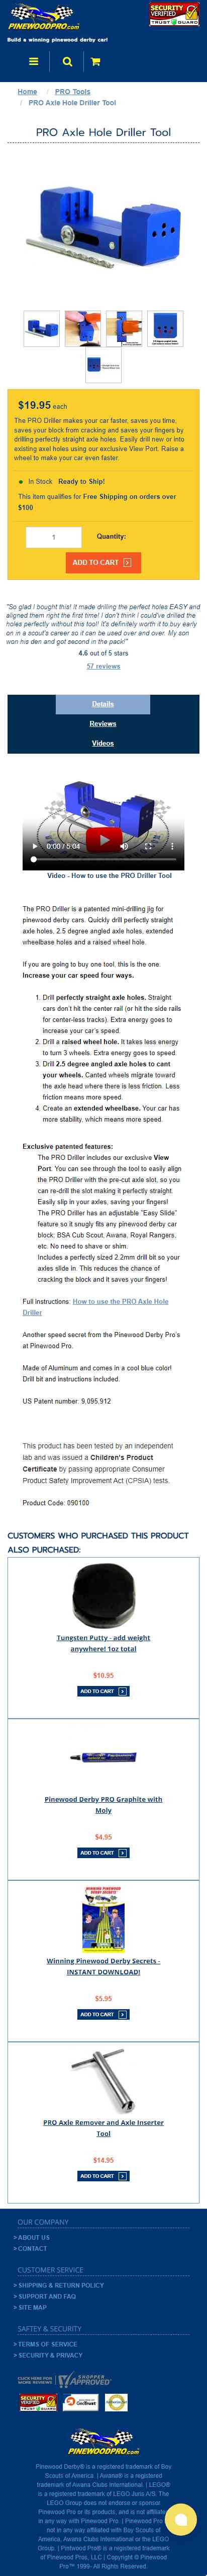 PINEWOODPRO.com
SECURITY VERIFIED
TRUST GUARD
Build a winning pinewood derby car!
Home / PRO Tools
/ PRO Axle Hole Driller Tool
PRO Axle Hole Driller Tool
$19.95 each
The PRO Driller makes your car faster, saves you time,
saves your block from cracking and saves your fingers by
drilling perfectly straight axle holes. Easily drill new or into
existing axel holes using our exclusive View Port. Raise a
wheel to make your car even faster.
In Stock Ready to Ship!
This item qualifies for Free Shipping on orders over
$100
1 Quantity:
ADD TO CART
"So glad I bought this! It made drilling the perfect holes EASY and
aligned them right the first time! I don't think I could've drilled the
holes perfectly without this tool! It's definitely worth it to buy early
on in a scout's career so it can be used over and over. My son,
his den won and got second in the pack!"
4.6 out of 5 stars
57 reviews
Details
Reviews
Videos
0:00 / 5:04
Video - How to use the PRO Driller Tool
The PRO Driller is a patented mini-drilling jig for
pinewood derby cars. Quickly drill perfectly straight
axle holes, 2.5 degree angled axle holes, extended
wheelbase holes and a raised wheel hole.
If you are going to buy one tool, this is the one.
Increase your car speed four ways.
1. Drill perfectly straight axle holes. Straight
cars don't hit the center rail (or hit the side rails
for center-less tracks). Extra energy goes to
increase your car's speed.
2. Drill a raised wheel hole. It takes less energy
to turn 3 wheels. Extra energy goes to speed.
3. Drill 2.5 degree angled axle holes to cant
your wheels. Canted wheels migrate toward
the axle head where there is less friction. Less
friction means more speed.
4. Create an extended wheelbase. Your car has
more stability, which means more speed.
Exclusive patented features:
The PRO Driller includes our exclusive View
Port. You see through the tool to easily align
the PRO Driller with the pre-cut axle slot, so you
can re-drill the slot making it perfectly straight.
Easily slip in your axles, saving your fingers!
The PRO Driller has an adjustable "Easy Slide"
feature so it snugly fits any pinewood derby car
block; BSA Cub Scout, Awana, Royal Rangers,
etc. No need to shave or shim.
Includes a perfectly sized 2.2mm drill bit so your
axles slide in. This reduces the chance of
cracking the block and it saves your fingers!
Full instructions: How to use the PRO Axle Hole
Driller
Another speed secret from the Pinewood Derby Pro's
at Pinewood Pro.
Made of Aluminum and comes in a cool blue color!
Drill bit and instructions included.
US Patent number: 9,095,912
This product has been tested by an independent
lab and was issued a Children's Product
Certificate by passing appropriate Consumer
Product Safety Improvement Act (CPSIA) tests.
Product Code: 090100
CUSTOMERS WHO PURCHASED THIS PRODUCT
ALSO PURCHASED:
Tungsten Putty - add weight
anywhere! 1oz total
$10.95
ADD TO CART
Pinewood Derby PRO Graphite with
Moly
$4.95
ADD TO CART
Winning Pinewood Derby Secrets -
INSTANT DOWNLOAD!
$5.95
ADD TO CART
PRO Axle Remover and Axle Inserter
Tool
$14.95
ADD TO CART
OUR COMPANY
> ABOUT US
> CONTACT
CUSTOMER SERVICE
> SHIPPING & RETURN POLICY
> SUPPORT AND FAQ
> SITE MAP
SAFTEY & SECURITY
> TERMS OF SERVICE
> SECURITY & PRIVACY
SHOPPER APPROVED
SECURITY VERIFIED
TRUST GUARD
PINEWOODPRO.com
Pinewood Derby® is a registered trademark of Boy
Scouts of America. | Awana® is a registered
trademark of Awana Clubs International. | LEGO®
is a registered trademark of LEGO Juris A/S. The
LEGO Group does not endorse or sponsor
Pinewood Pro or its products, and is not affiliated
in any way with Pinewood Pro. | Pinewood Pro is
not in any way affiliated with Boy Scouts of
America, Awana Clubs International or the LEGO
Group. | Pinewood Pro® is a registered trademark
of Pinewood Pros, LLC | Copyright © Pinewood
Pro™ 1999- All Rights Reserved.